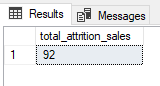 Results Messages
total_attrition_sales
1 92